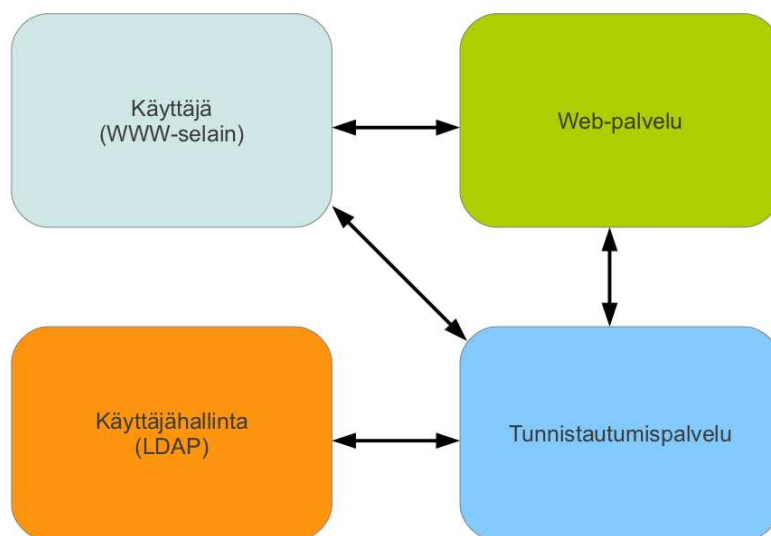 Käyttäjä
(WWW-selain)
Web-palvelu
Käyttäjähallinta
(LDAP)
Tunnistautumispalvelu